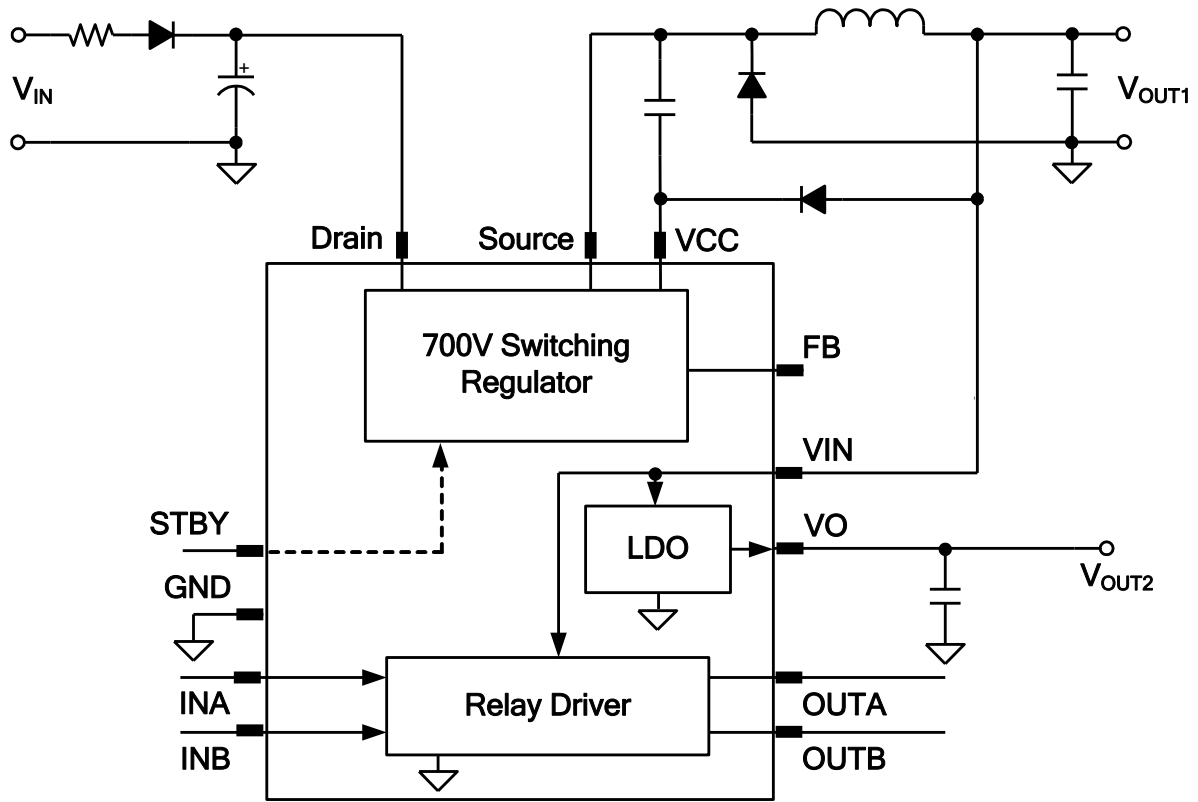 +
VIN
VOUT1
Drain
Source
VCC
700V Switching
Regulator
FB
VIN
STBY
VO
LDO
VOUT2
GND
INA
Relay Driver
OUTA
INB
OUTB